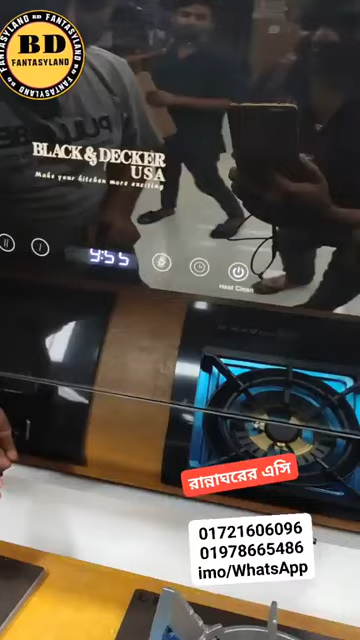 FANTASYLAND
BD
FANTASYLAND
FANTASYLAND
BLACK & DECKER
USA
Make your kitchen more exciting
9:55
Heat Clean
রান্নাঘরের এসি
01721606096
01978665486
imo/WhatsApp